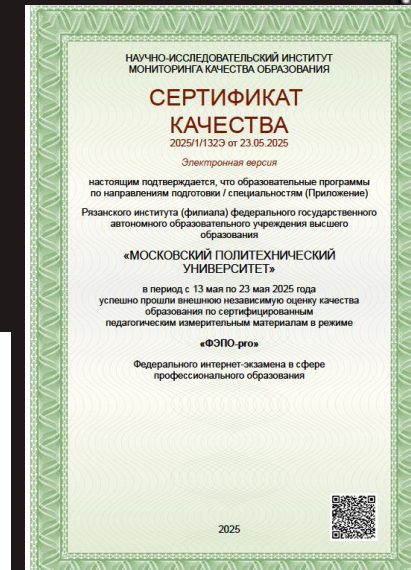 НАУЧНО-ИССЛЕДОВАТЕЛЬСКИЙ ИНСТИТУТ
МОНИТОРИНГА КАЧЕСТВА ОБРАЗОВАНИЯ
СЕРТИФИКАТ
КАЧЕСТВА
2025/1/132Э от 23.05.2025
Электронная версия
настоящим подтверждается, что образовательные программы
по направлениям подготовки / специальностям (Приложение)
Рязанского института (филиала) федерального государственного
автономного образовательного учреждения высшего
образования
«МОСКОВСКИЙ ПОЛИТЕХНИЧЕСКИЙ
УНИВЕРСИТЕТ»
в период с 13 мая по 23 мая 2025 года
успешно прошли внешнюю независимую оценку качества
образования по сертифицированным
педагогическим измерительным материалам в режиме
«ФЭПО-pro»
Федерального интернет-экзамена в сфере
профессионального образования
2025